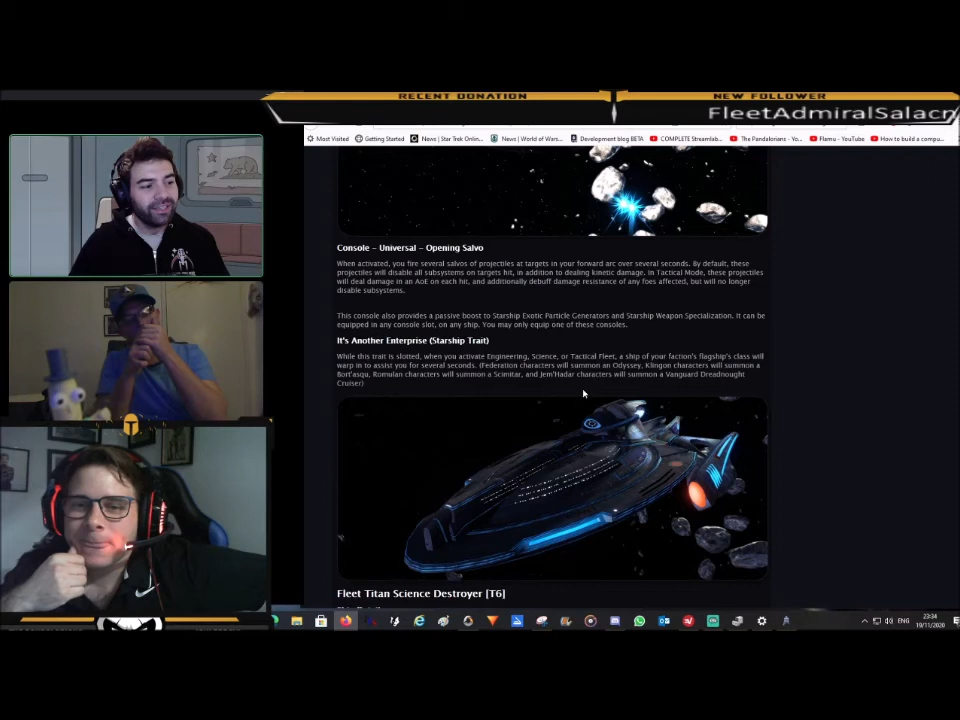 RECENT DONATION
NEW FOLLOWER
FleetAdmiralSalacn
Most Visited
Getting Started
News | Star Trek Onlin...
News | World of Wars...
Development blog BETA
COMPLETE Streamlab...
The Pandalorians - Yo...
Flamu - YouTube
How to build a compu...
Console – Universal – Opening Salvo
When activated, you fire several salvos of projectiles at targets in your forward arc over several seconds. By default, these
projectiles will disable all subsystems on targets hit, in addition to dealing kinetic damage. In Tactical Mode, these projectiles
will deal damage in an AoE on each hit, and additionally debuff damage resistance of any foes affected, but will no longer
disable subsystems.
This console also provides a passive boost to Starship Exotic Particle Generators and Starship Weapon Specialization. It can be
equipped in any console slot, on any ship. You may only equip one of these consoles.
It's Another Enterprise (Starship Trait)
While this trait is slotted, when you activate Engineering, Science, or Tactical Fleet, a ship of your faction's flagship's class will
warp in to assist you for several seconds. (Federation characters will summon an Odyssey, Klingon characters will summon a
Bort'asqu, Romulan characters will summon a Scimitar, and Jem'Hadar characters will summon a Vanguard Dreadnought
Cruiser)
Fleet Titan Science Destroyer [T6]
ENG
23:34
19/11/2020